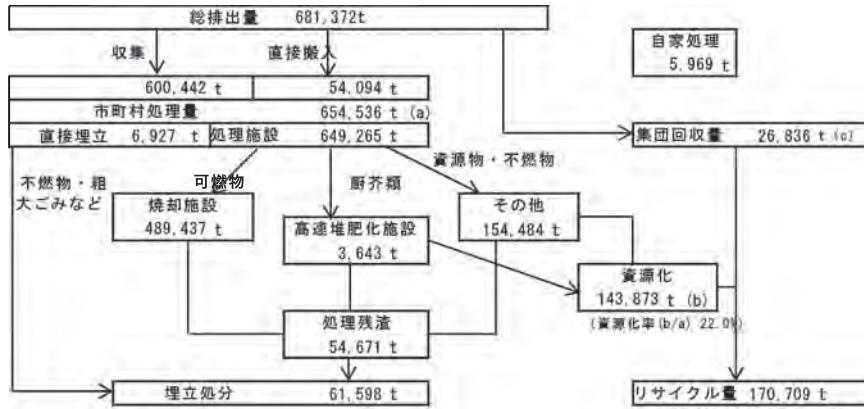 総排出量 681,372t
収集 直接搬入
自家処理
5,969 t
600,442 t 54,094 t
市町村処理量 654,536 t (a)
直接埋立 6,927 t 処理施設 649,265 t
集団回収量 26,836 t (c)
不燃物・粗
大ごみなど
可燃物
厨芥類
資源物・不燃物
焼却施設
489,437 t
高速堆肥化施設
3,643 t
その他
154,484 t
資源化
143,873 t (b)
(資源化率(b/a) 22.0%)
処理残渣
54,671 t
埋立処分 61,598 t
リサイクル量 170,709 t